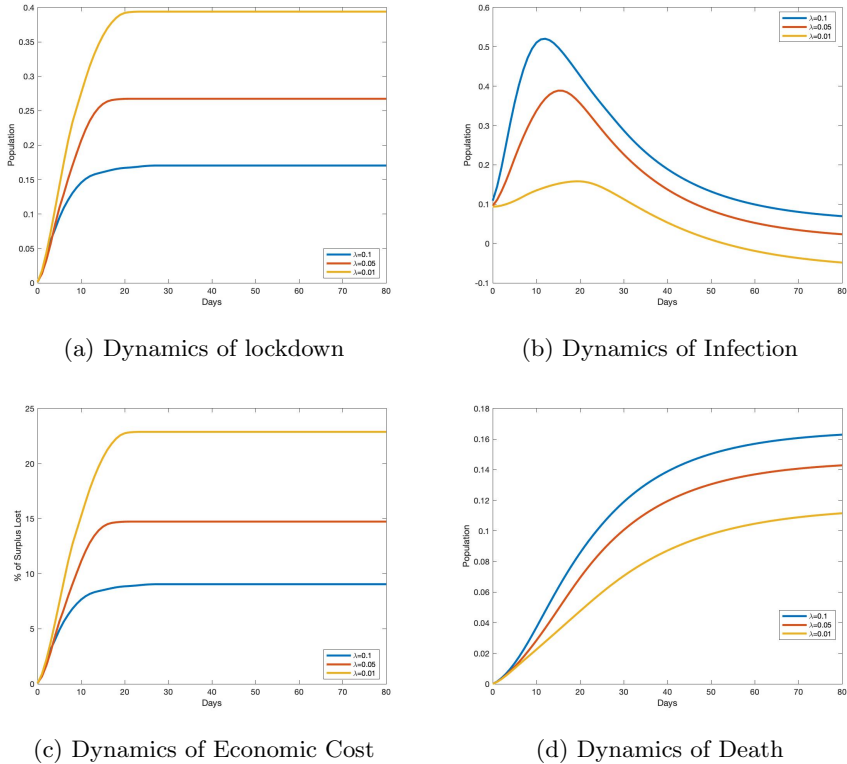 0.4
0.35
0.3
0.25
0.2
0.15
0.1
0.05
0
Population
0 10 20 30 40 50 60 70 80
Days
λ=0.1
λ=0.05
λ=0.01
(a) Dynamics of lockdown
0.6
0.5
0.4
0.3
0.2
0.1
0
-0.1
Population
0 10 20 30 40 50 60 70 80
Days
λ=0.1
λ=0.05
λ=0.01
(b) Dynamics of Infection
25
20
15
10
5
0
% of Surplus Lost
0 10 20 30 40 50 60 70 80
Days
λ=0.1
λ=0.05
λ=0.01
(c) Dynamics of Economic Cost
0.18
0.16
0.14
0.12
0.1
0.08
0.06
0.04
0.02
0
Population
0 10 20 30 40 50 60 70 80
Days
λ=0.1
λ=0.05
λ=0.01
(d) Dynamics of Death